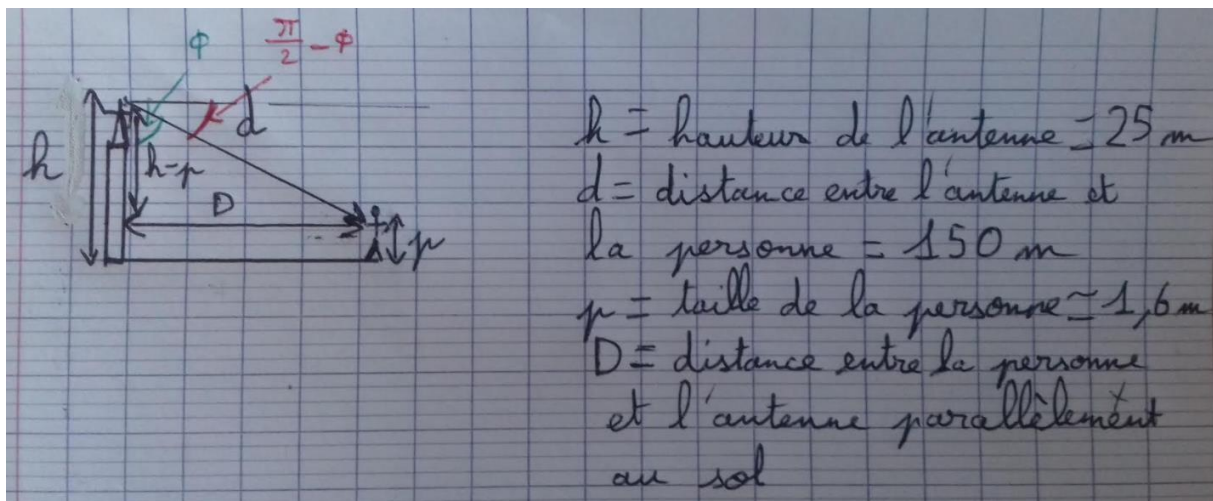 φ
π/2 - φ
h
d
h-p
D
p
h = hauteur de l'antenne ≃ 25 m
d = distance entre l'antenne et
la personne = 150 m
p = taille de la personne ≃ 1,6 m
D = distance entre la personne
et l'antenne parallèlement
au sol